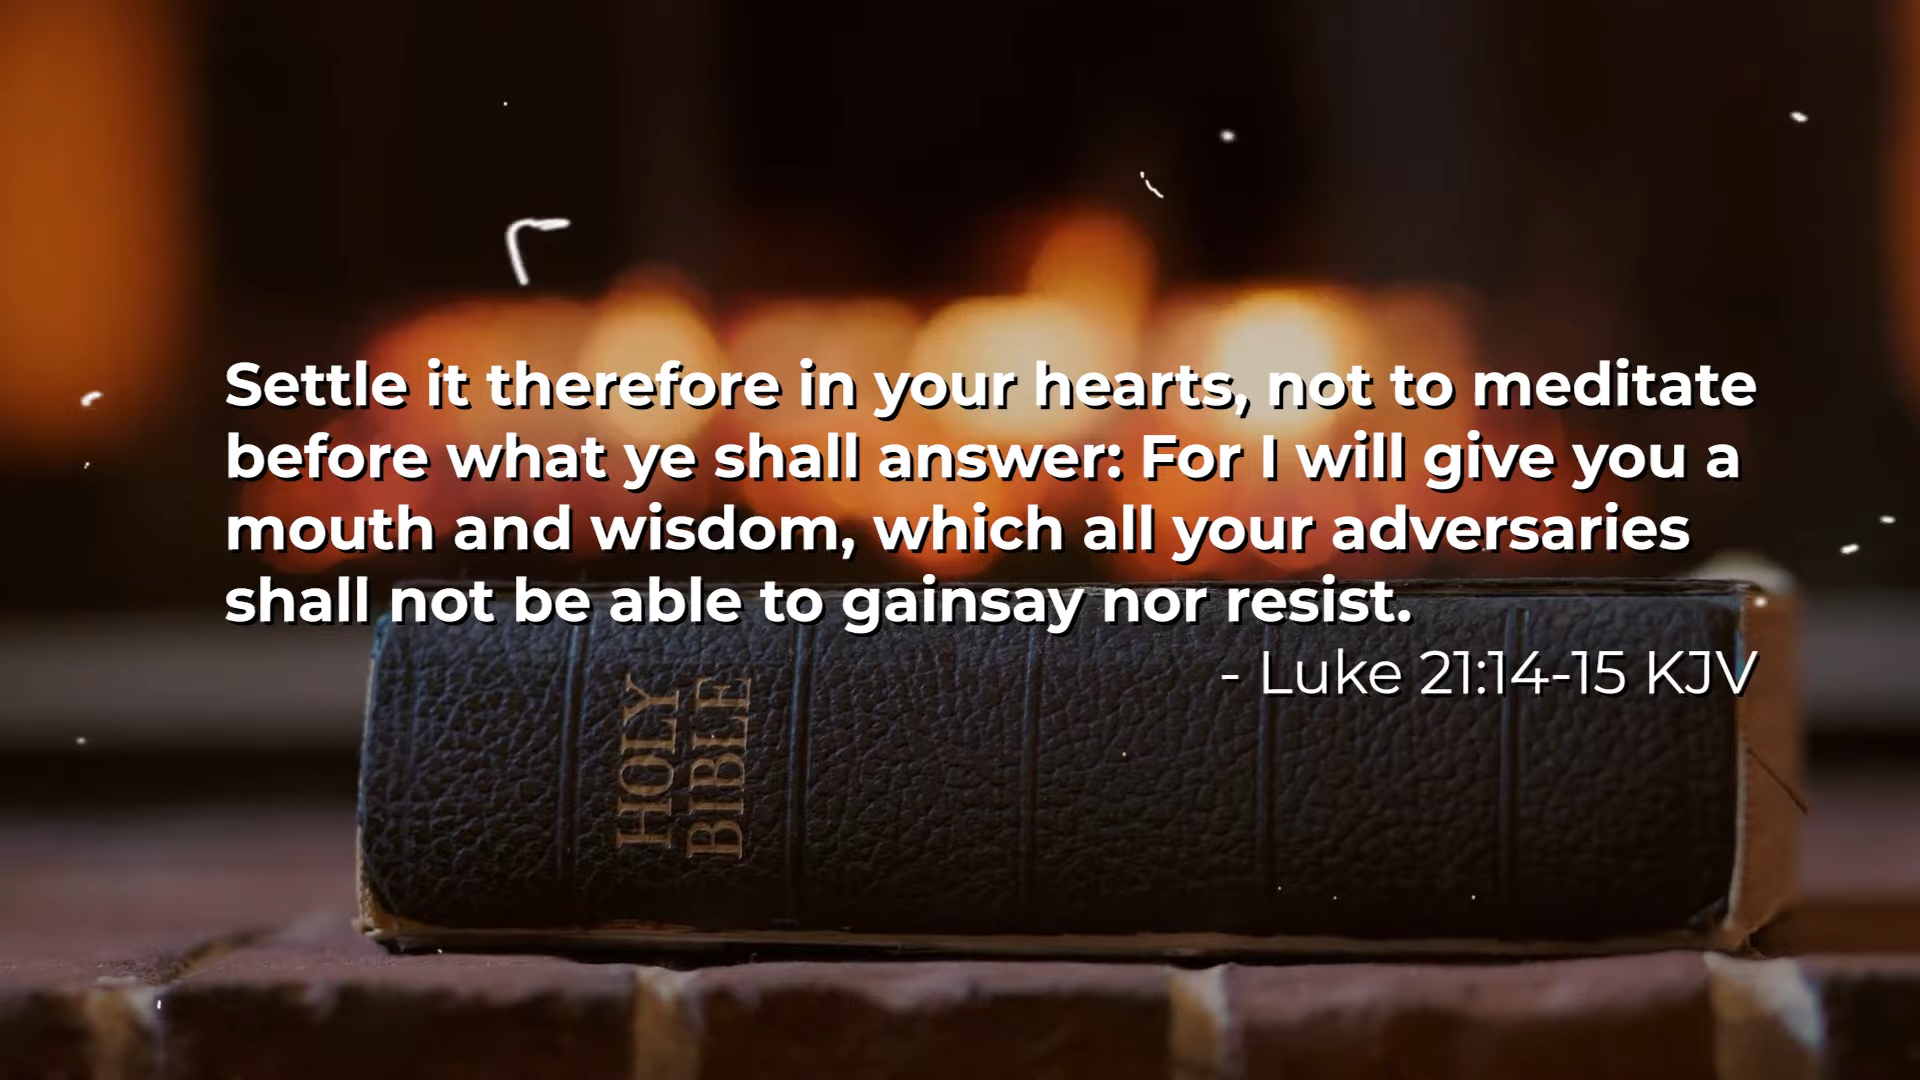 Settle it therefore in your hearts, not to meditate
before what ye shall answer: For I will give you a
mouth and wisdom, which all your adversaries
shall not be able to gainsay nor resist.
- Luke 21:14-15 KJV
HOLY
BIBLE